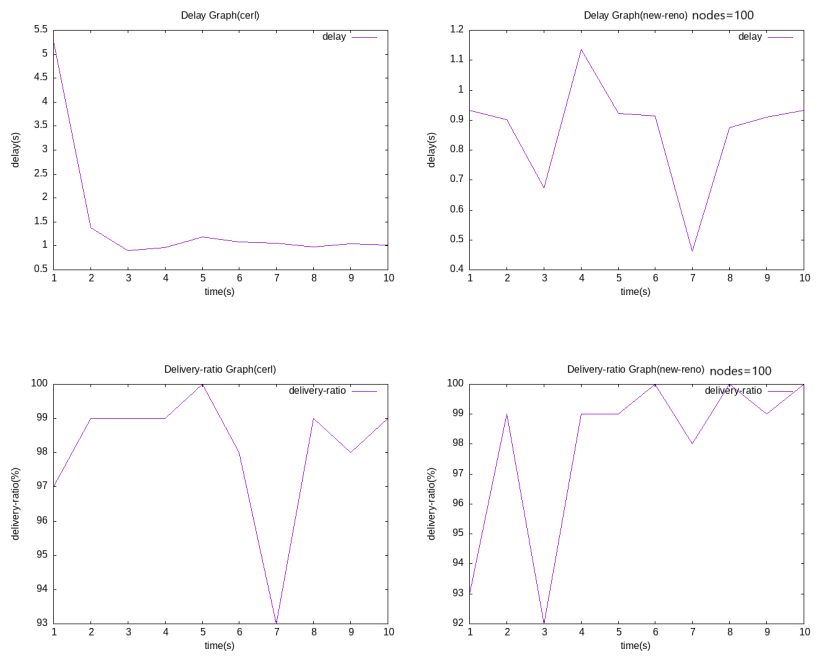 Delay Graph(cerl)
delay
5.5
5
4.5
4
3.5
3
2.5
2
1.5
1
0.5
delay(s)
1 2 3 4 5 6 7 8 9 10
time(s)
Delay Graph(new-reno) nodes=100
delay
1.2
1.1
1
0.9
0.8
0.7
0.6
0.5
0.4
delay(s)
1 2 3 4 5 6 7 8 9 10
time(s)
Delivery-ratio Graph(cerl)
delivery-ratio
100
99
98
97
96
95
94
93
delivery-ratio(%)
1 2 3 4 5 6 7 8 9 10
time(s)
Delivery-ratio Graph(new-reno) nodes=100
delivery-ratio
100
99
98
97
96
95
94
93
92
delivery-ratio(%)
1 2 3 4 5 6 7 8 9 10
time(s)